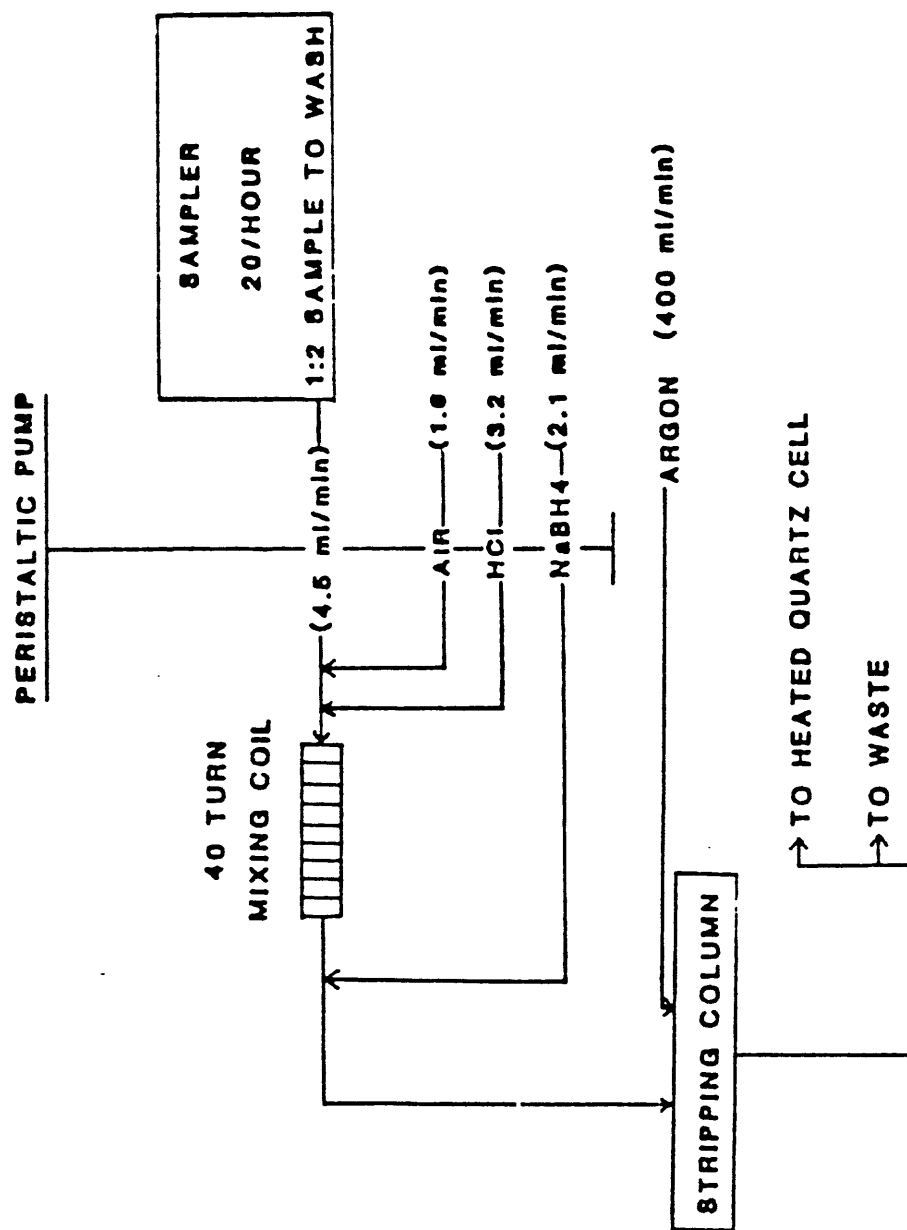 PERISTALTIC PUMP
SAMPLER
20/HOUR
1:2 SAMPLE TO WASH
40 TURN
MIXING COIL
(4.5 ml/min)
AIR (1.6 ml/min)
HCl (3.2 ml/min)
NaBH4 (2.1 ml/min)
ARGON (400 ml/min)
STRIPPING COLUMN
TO HEATED QUARTZ CELL
TO WASTE